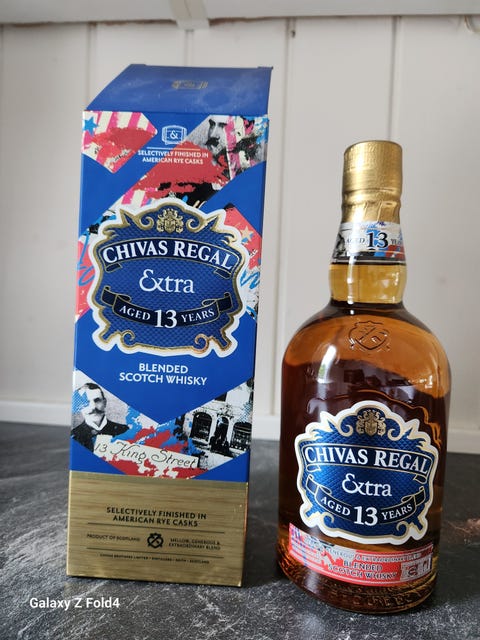 &
SELECTIVELY FINISHED IN
AMERICAN RYE CASKS
CHIVAS REGAL
Extra
AGED 13 YEARS
BLENDED
SCOTCH WHISKY
13 King Street
SELECTIVELY FINISHED IN
AMERICAN RYE CASKS
PRODUCT OF SCOTLAND
MELLOW, GENEROUS &
EXTRAORDINARY BLEND
AGED 13
CHIVAS REGAL
Extra
AGED 13 YEARS
EXTRAORDINARY BLEND
BLENDED
SCOTCH WHISKY
Galaxy Z Fold4